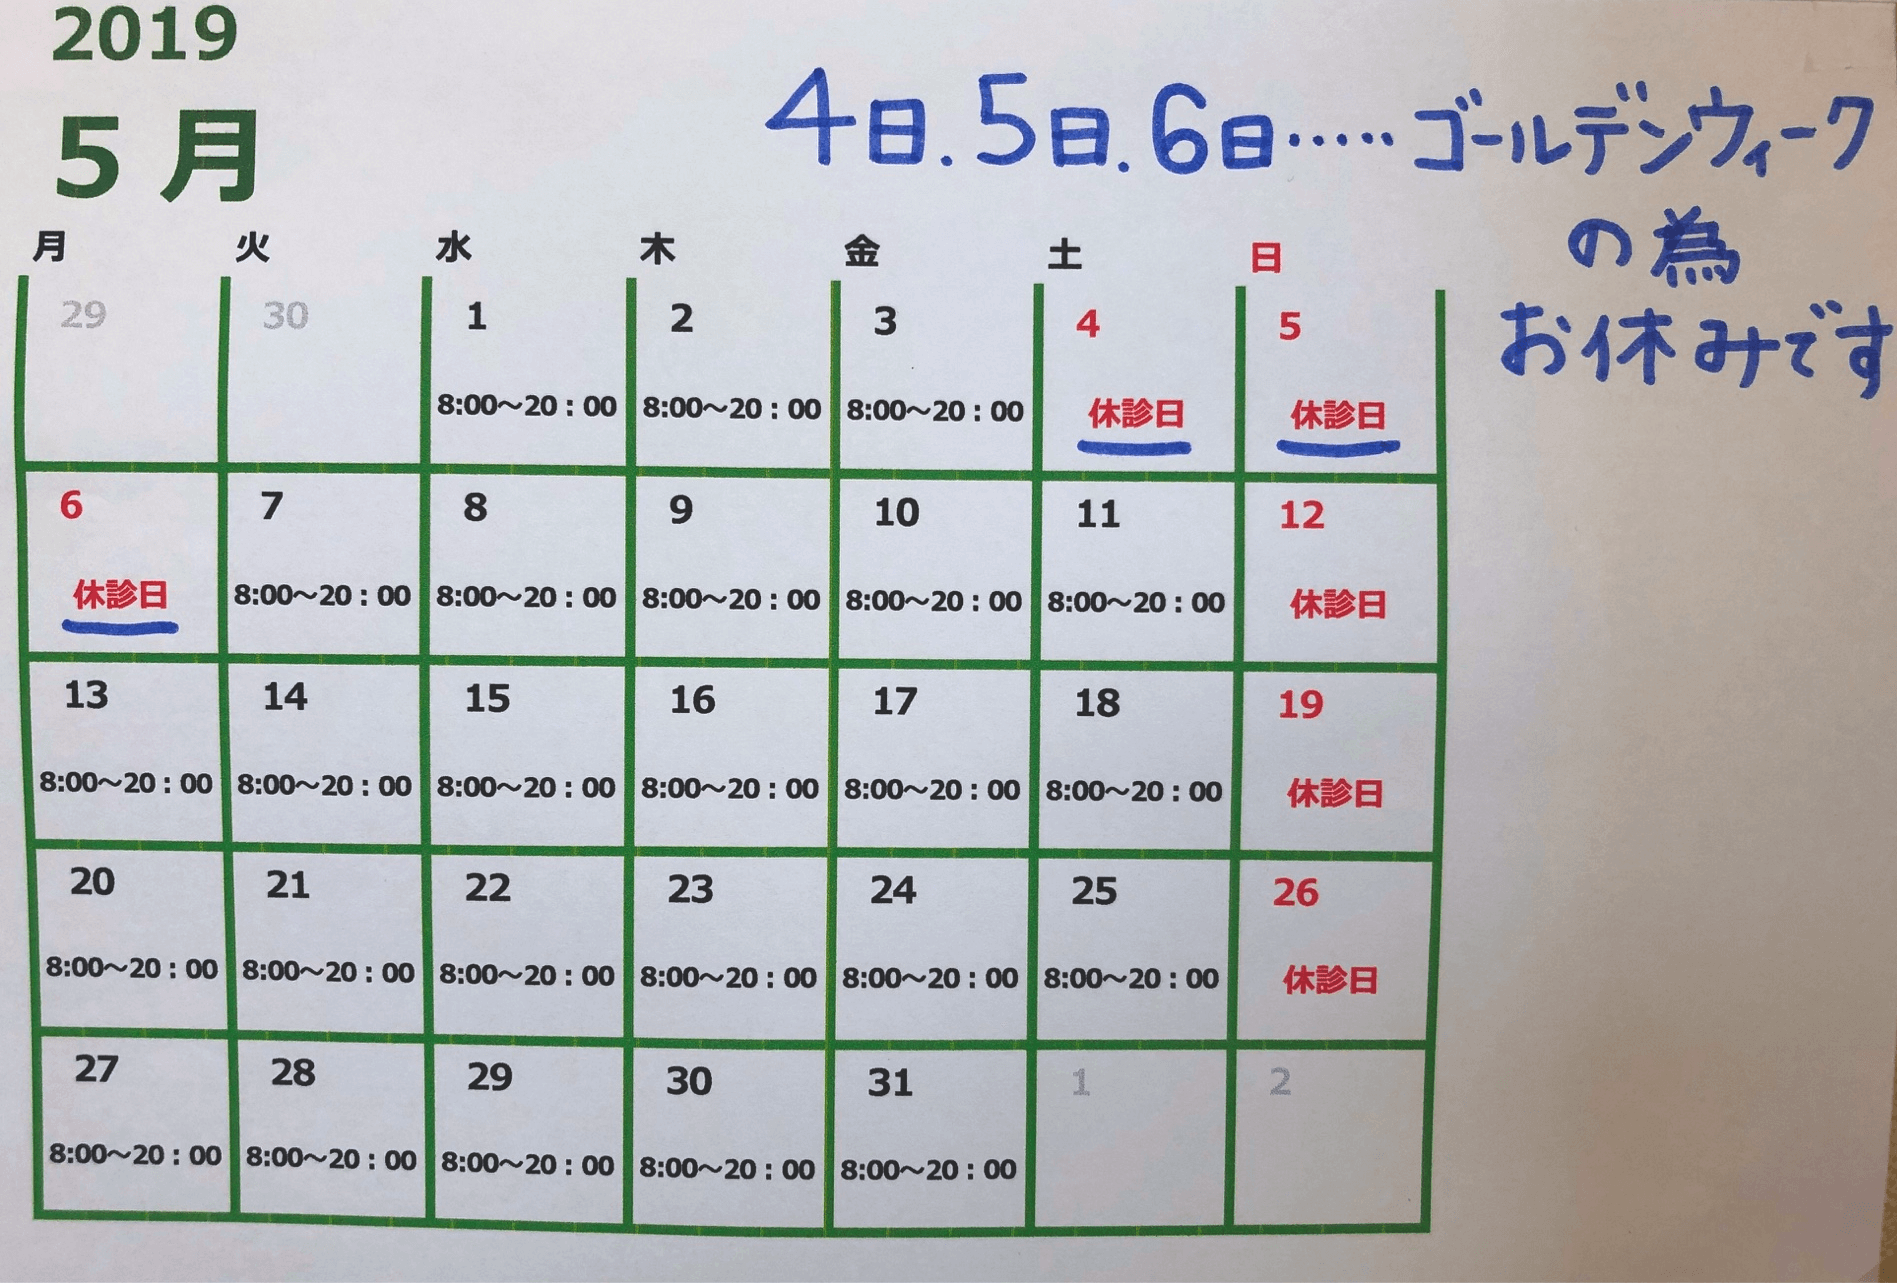 2019
5月
4日.5日.6日・・・・・ゴールデンウィーク
の為
お休みです
月 火 水 木 金 土 日
29 30 1 2 3 4 5
8:00〜20：00 8:00〜20：00 8:00〜20：00 休診日 休診日
6 7 8 9 10 11 12
休診日 8:00〜20：00 8:00〜20：00 8:00〜20：00 8:00〜20：00 8:00〜20：00 休診日
13 14 15 16 17 18 19
8:00〜20：00 8:00〜20：00 8:00〜20：00 8:00〜20：00 8:00〜20：00 8:00〜20：00 休診日
20 21 22 23 24 25 26
8:00〜20：00 8:00〜20：00 8:00〜20：00 8:00〜20：00 8:00〜20：00 8:00〜20：00 休診日
27 28 29 30 31 1 2
8:00〜20：00 8:00〜20：00 8:00〜20：00 8:00〜20：00 8:00〜20：00